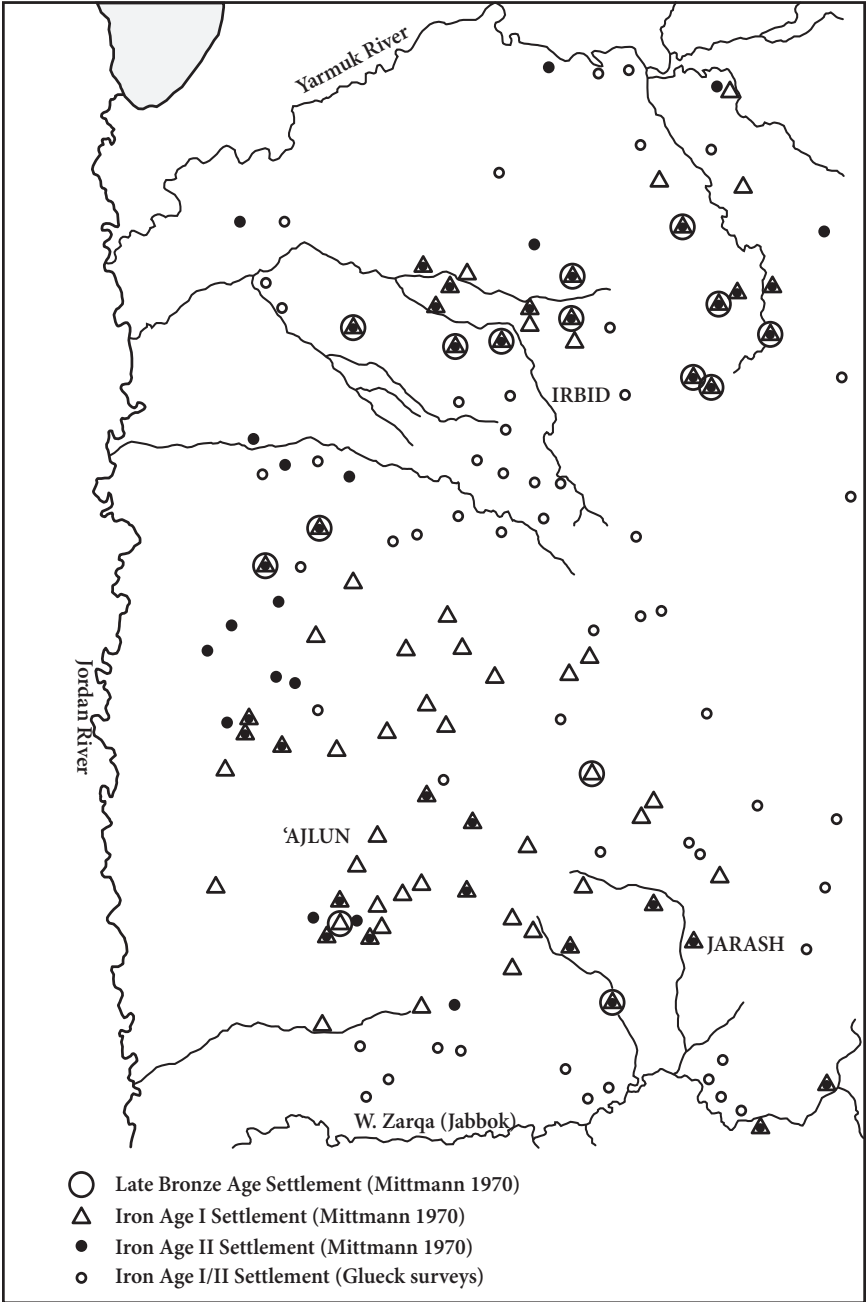 Yarmuk River
IRBID
Jordan River
‘AJLUN
JARASH
W. Zarqa (Jabbok)
Late Bronze Age Settlement (Mittmann 1970)
Iron Age I Settlement (Mittmann 1970)
Iron Age II Settlement (Mittmann 1970)
Iron Age I/II Settlement (Glueck surveys)